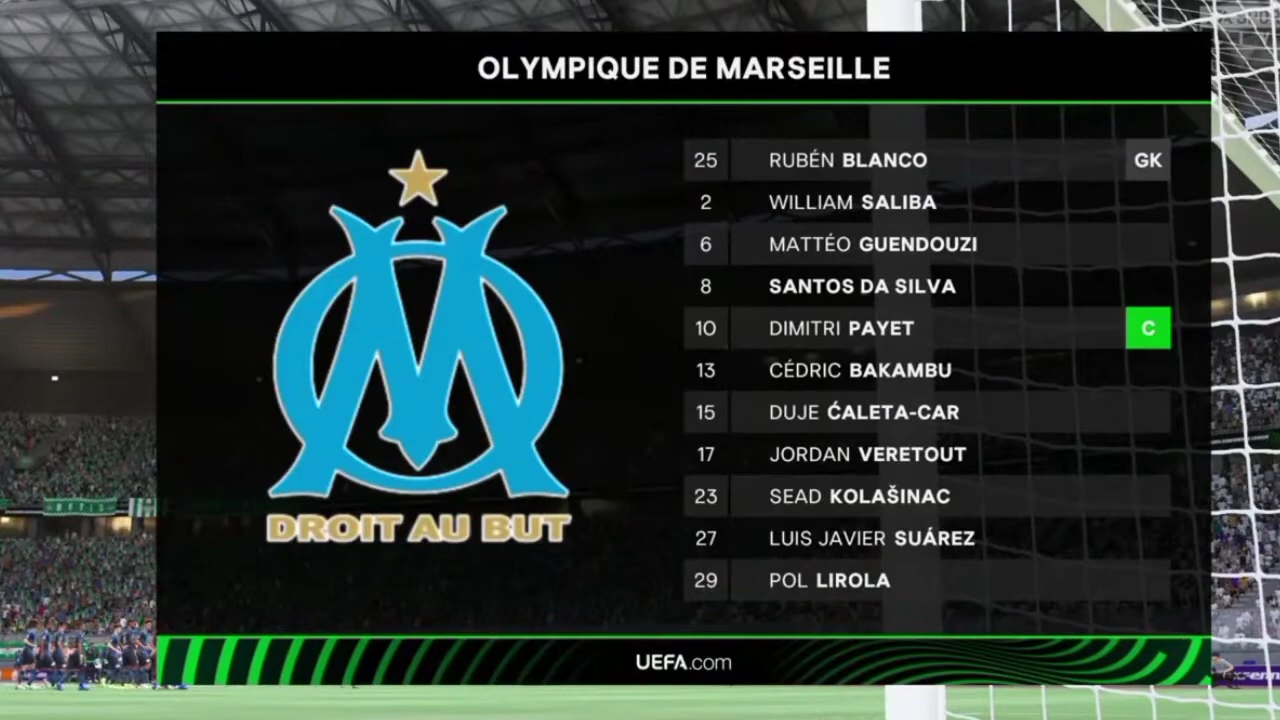 OLYMPIQUE DE MARSEILLE
DROIT AU BUT
25 RUBÉN BLANCO GK
2 WILLIAM SALIBA
6 MATTÉO GUENDOUZI
8 SANTOS DA SILVA
10 DIMITRI PAYET C
13 CÉDRIC BAKAMBU
15 DUJE ĆALETA-CAR
17 JORDAN VERETOUT
23 SEAD KOLAŠINAC
27 LUIS JAVIER SUÁREZ
29 POL LIROLA
BETIS
UEFA.com